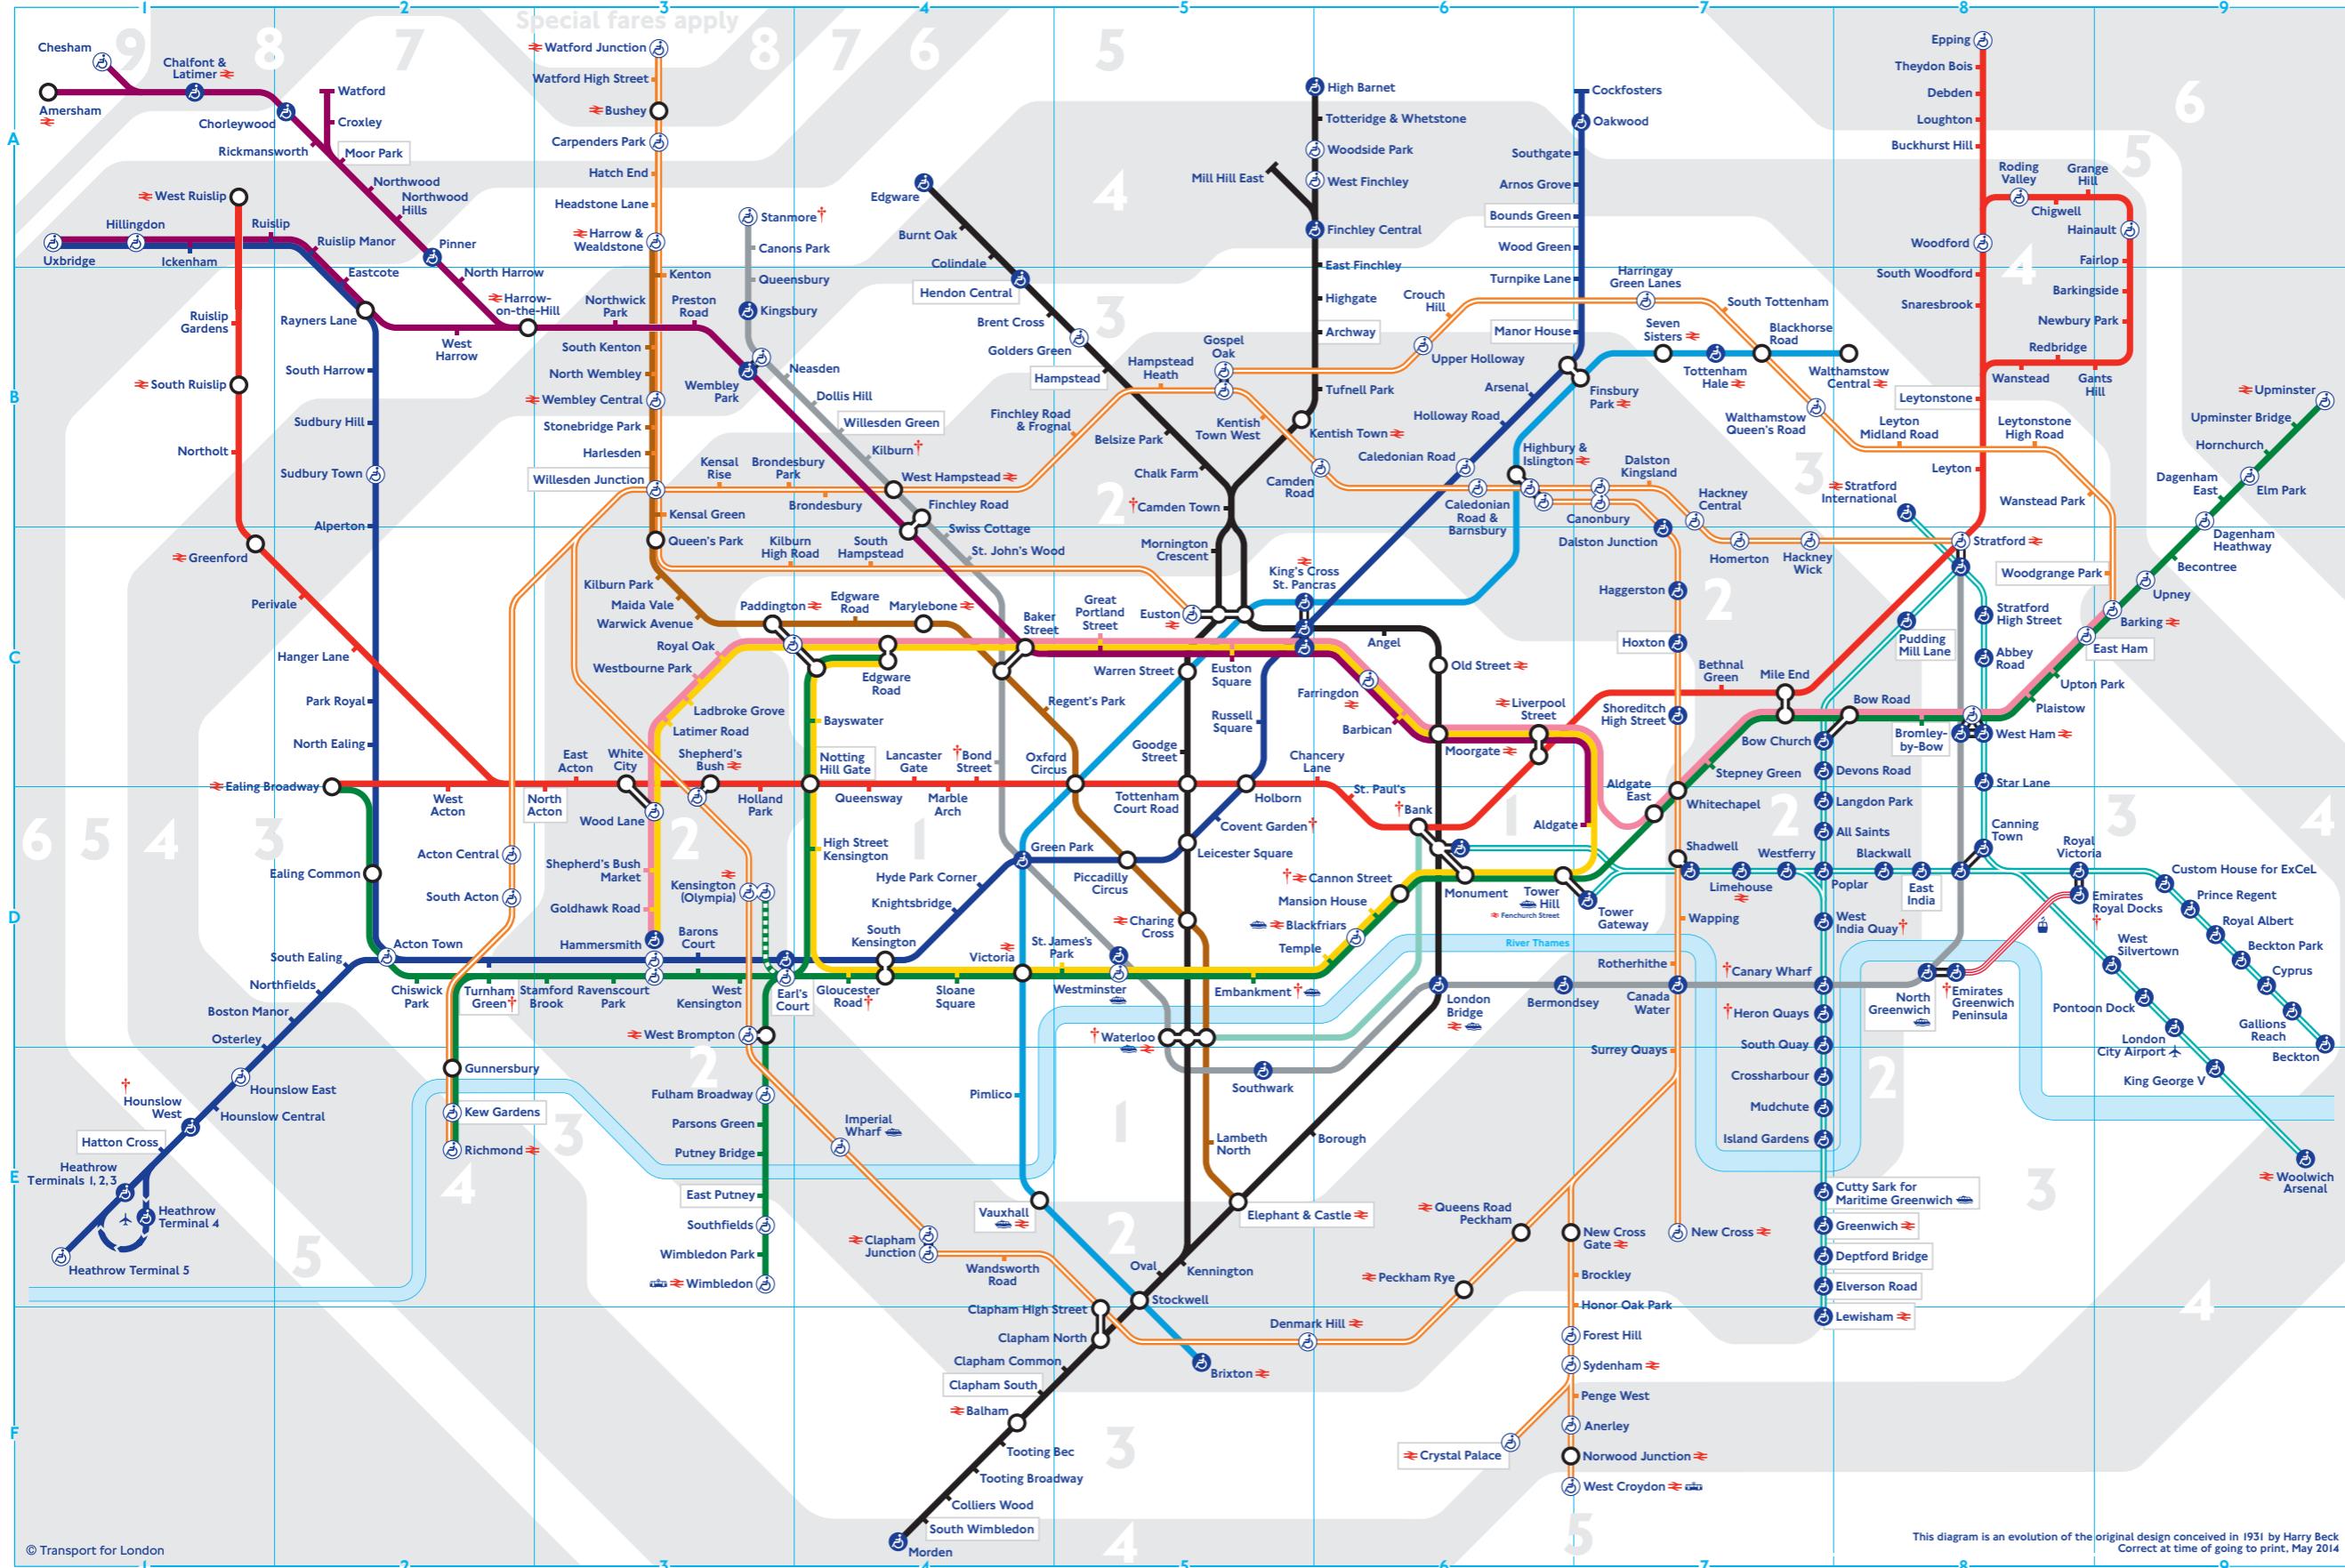 1
2
3
4
5
6
7
8
9
Special fares apply
9
8
7
8
7
6
5
6
5
4
A
B
C
D
E
F
Chesham
Chalfont &
Latimer
Amersham
Chorleywood
Rickmansworth
Watford
Croxley
Moor Park
Northwood
Northwood
Hills
Pinner
North Harrow
Harrow-
on-the-Hill
West Ruislip
Hillingdon
Ruislip
Ruislip Manor
Uxbridge
Ickenham
Eastcote
Rayners Lane
West
Harrow
Northwick
Park
Preston
Road
Ruislip
Gardens
South Ruislip
Northolt
Greenford
Perivale
Hanger Lane
South Harrow
Sudbury Hill
Sudbury Town
Alperton
Park Royal
North Ealing
Ealing Broadway
Ealing Common
South Ealing
Northfields
Boston Manor
Osterley
Hounslow East
Hounslow Central
†
Hounslow
West
Hatton Cross
Heathrow
Terminals 1, 2, 3
Heathrow
Terminal 4
Heathrow Terminal 5
Watford Junction
Watford High Street
Bushey
Carpenders Park
Hatch End
Headstone Lane
Harrow &
Wealdstone
Kenton
South Kenton
North Wembley
Wembley Central
Stonebridge Park
Harlesden
Willesden Junction
Kensal Green
Queen's Park
Kilburn Park
Maida Vale
Warwick Avenue
Stanmore†
Canons Park
Queensbury
Kingsbury
Wembley
Park
Neasden
Dollis Hill
Willesden Green
Kilburn†
West Hampstead
Finchley Road
Swiss Cottage
St. John's Wood
Kensal
Rise
Brondesbury
Park
Brondesbury
Kilburn
High Road
South
Hampstead
Edgware
Burnt Oak
Colindale
Hendon Central
Brent Cross
Golders Green
Hampstead
Belsize Park
Chalk Farm
†Camden Town
Mornington
Crescent
Finchley Road
& Frognal
Hampstead
Heath
Gospel
Oak
Kentish
Town West
Camden
Road
Kentish Town
High Barnet
Totteridge & Whetstone
Woodside Park
West Finchley
Mill Hill East
Finchley Central
East Finchley
Highgate
Archway
Tufnell Park
Cockfosters
Oakwood
Southgate
Arnos Grove
Bounds Green
Wood Green
Turnpike Lane
Manor House
Crouch
Hill
Upper Holloway
Harringay
Green Lanes
South Tottenham
Seven
Sisters
Blackhorse
Road
Tottenham
Hale
Walthamstow
Central
Finsbury
Park
Arsenal
Holloway Road
Caledonian Road
Highbury &
Islington
Caledonian
Road &
Barnsbury
Canonbury
Dalston
Kingsland
Hackney
Central
Dalston Junction
Homerton
Hackney
Wick
Walthamstow
Queen's Road
Leyton
Midland Road
Leytonstone
High Road
Wanstead Park
Woodgrange Park
Epping
Theydon Bois
Debden
Loughton
Buckhurst Hill
Roding
Valley
Grange
Hill
Chigwell
Hainault
Woodford
Fairlop
South Woodford
Barkingside
Snaresbrook
Newbury Park
Redbridge
Wanstead
Gants
Hill
Leytonstone
Leyton
Stratford
International
Stratford
Upminster
Upminster Bridge
Hornchurch
Elm Park
Dagenham
East
Dagenham
Heathway
Becontree
Upney
Barking
East Ham
Upton Park
Plaistow
Stratford
High Street
Abbey
Road
West Ham
Star Lane
Canning
Town
Pudding
Mill Lane
Bow Road
Bromley-
by-Bow
Mile End
Bethnal
Green
Stepney Green
Bow Church
Devons Road
Langdon Park
All Saints
Poplar
Blackwall
East
India
Westferry
Limehouse
Shadwell
West
India Quay†
†Canary Wharf
†Heron Quays
South Quay
Crossharbour
Mudchute
Island Gardens
Cutty Sark for
Maritime Greenwich
Greenwich
Deptford Bridge
Elverson Road
Lewisham
Royal
Victoria
Custom House for ExCeL
Prince Regent
Royal Albert
Beckton Park
Cyprus
Gallions
Reach
Beckton
Emirates
Royal Docks
†
†Emirates
Greenwich
Peninsula
North
Greenwich
West
Silvertown
Pontoon Dock
London
City Airport
King George V
Woolwich
Arsenal
Haggerston
Hoxton
Shoreditch
High Street
Whitechapel
Wapping
Rotherhithe
Canada
Water
Surrey Quays
New Cross
New Cross
Gate
Brockley
Honor Oak Park
Forest Hill
Sydenham
Penge West
Anerley
Norwood Junction
West Croydon
Crystal Palace
Queens Road
Peckham
Peckham Rye
Denmark Hill
Paddington
Edgware
Road
Marylebone
Baker
Street
Great
Portland
Street
Euston
King's Cross
St. Pancras
Angel
Old Street
Euston
Square
Warren Street
Farringdon
Barbican
Moorgate
Liverpool
Street
Royal Oak
Westbourne Park
Ladbroke Grove
Latimer Road
Edgware
Road
Bayswater
Regent's Park
Russell
Square
Goodge
Street
East
Acton
White
City
Shepherd's
Bush
Holland
Park
Notting
Hill Gate
Lancaster
Gate
†Bond
Street
Oxford
Circus
Queensway
Marble
Arch
Tottenham
Court Road
Holborn
Chancery
Lane
St. Paul's
†Bank
West
Acton
North
Acton
Wood Lane
Acton Central
South Acton
Shepherd's Bush
Market
Goldhawk Road
Hammersmith
Kensington
(Olympia)
High Street
Kensington
Covent Garden†
Leicester Square
Green Park
Hyde Park Corner
Knightsbridge
Piccadilly
Circus
Charing
Cross
†Cannon Street
Mansion House
Blackfriars
Temple
Monument
Tower
Hill
Fenchurch Street
Tower
Gateway
Aldgate
East
Aldgate
River Thames
Acton Town
Chiswick
Park
Turnham
Green†
Stamford
Brook
Ravenscourt
Park
Barons
Court
West
Kensington
Earl's
Court
Gloucester
Road†
South
Kensington
Sloane
Square
Victoria
St. James's
Park
Westminster
Embankment†
†Waterloo
Southwark
London
Bridge
Bermondsey
Borough
Lambeth
North
Elephant & Castle
Gunnersbury
Kew Gardens
Richmond
West Brompton
Fulham Broadway
Parsons Green
Putney Bridge
East Putney
Southfields
Wimbledon Park
Wimbledon
Imperial
Wharf
Clapham
Junction
Wandsworth
Road
Pimlico
Vauxhall
Oval
Kennington
Stockwell
Brixton
Clapham High Street
Clapham North
Clapham Common
Clapham South
Balham
Tooting Bec
Tooting Broadway
Colliers Wood
South Wimbledon
Morden
© Transport for London
This diagram is an evolution of the original design conceived in 1931 by Harry Beck
Correct at time of going to print, May 2014